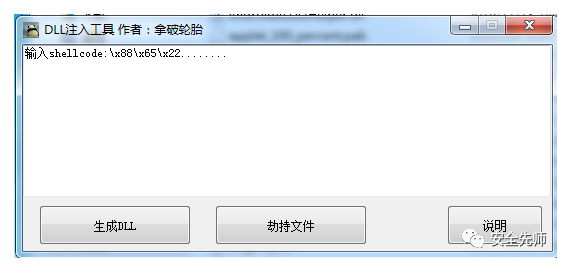 DLL注入工具 作者：拿破轮胎
输入shellcode:\x88\x65\x22........
生成DLL
劫持文件
说明
安全先师